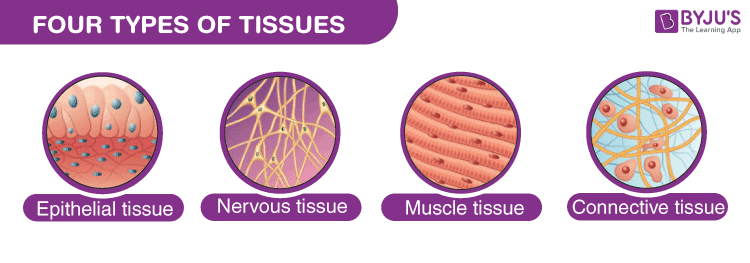 FOUR TYPES OF TISSUES
BYJU'S
The Learning App
Epithelial tissue
Nervous tissue
Muscle tissue
Connective tissue